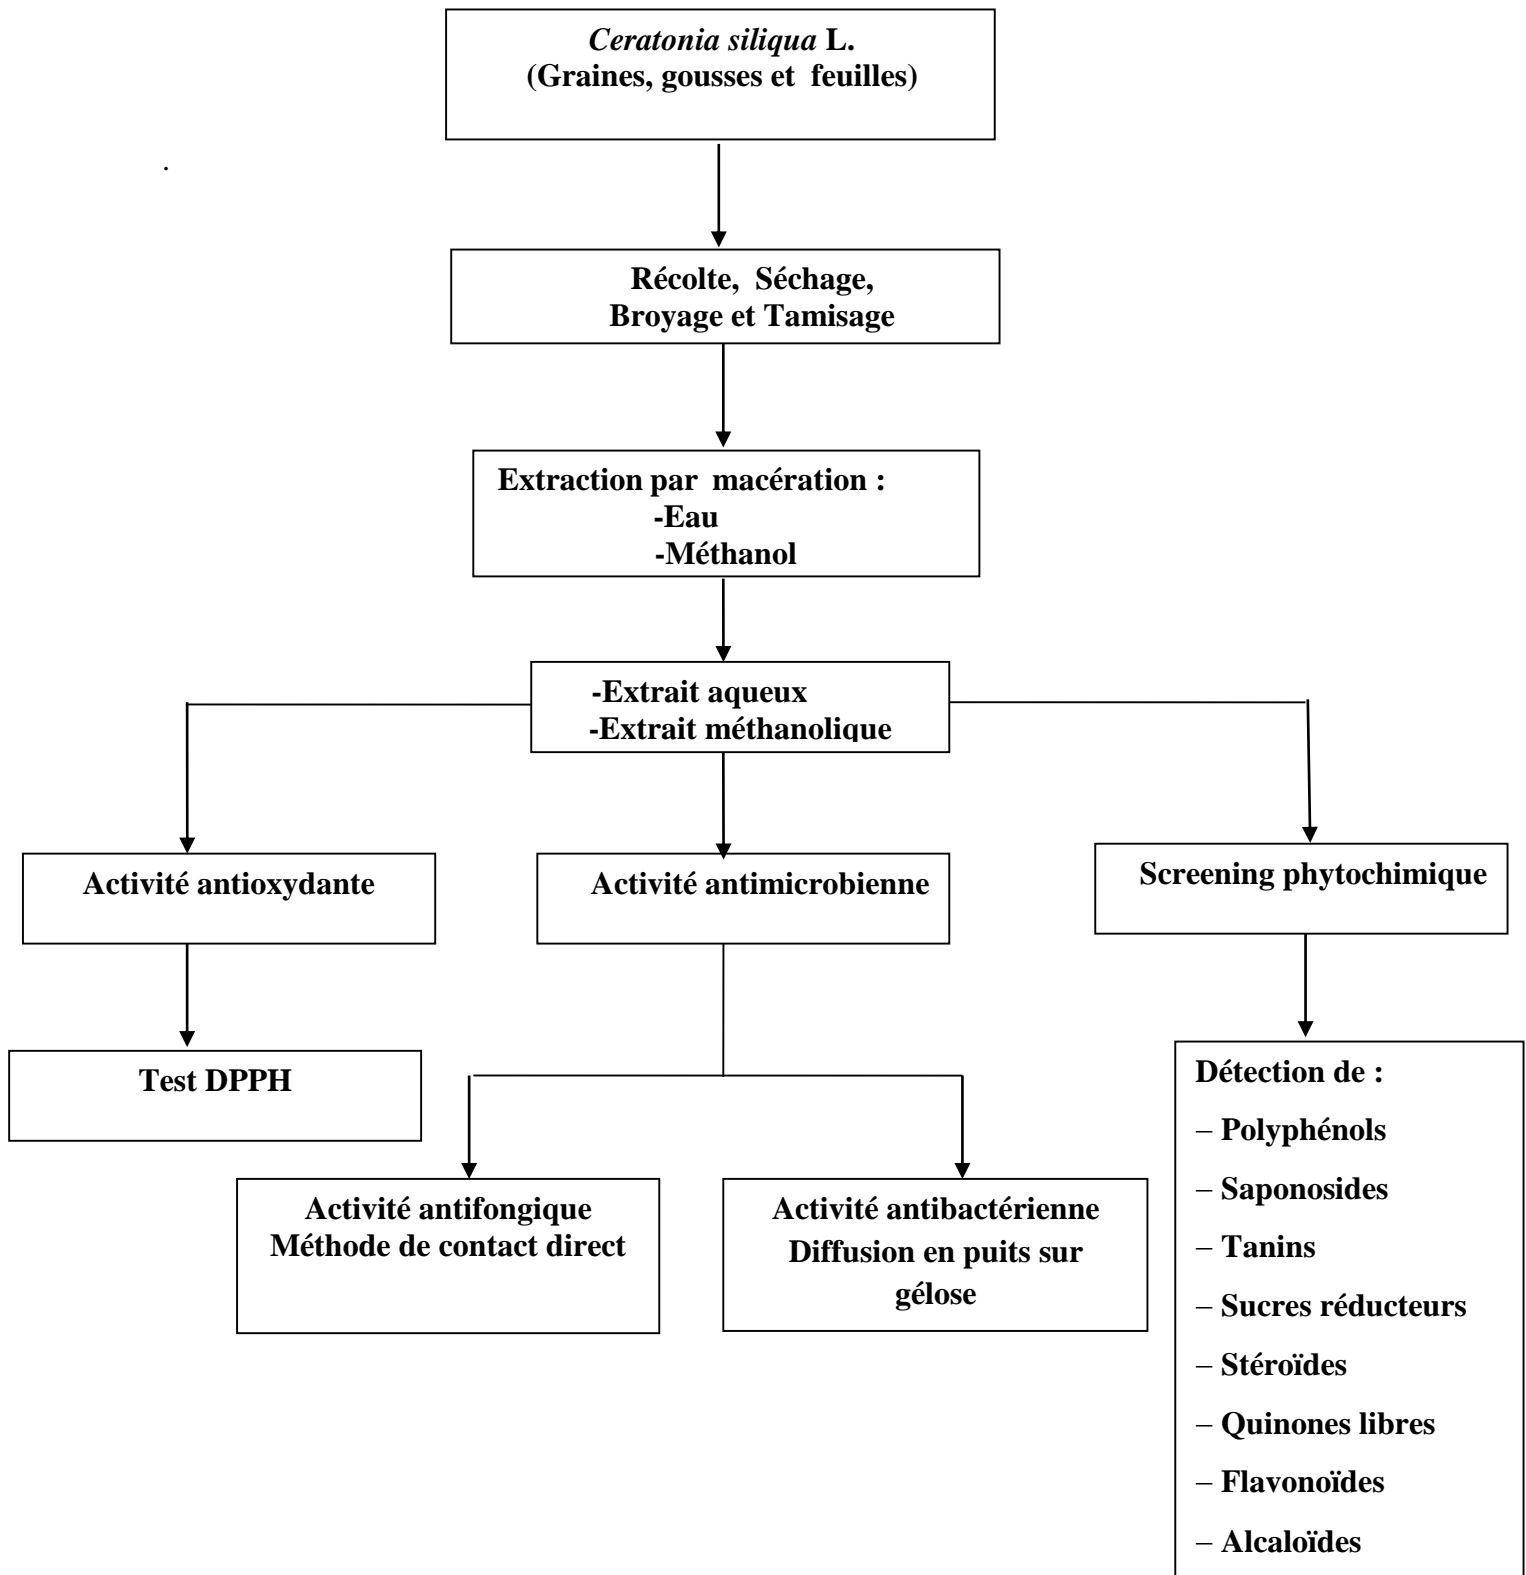 Ceratonia siliqua L.
(Graines, gousses et feuilles)
.
Récolte, Séchage,
Broyage et Tamisage
Extraction par macération :
-Eau
-Méthanol
-Extrait aqueux
-Extrait méthanolique
Activité antioxydante
Activité antimicrobienne
Screening phytochimique
Test DPPH
Activité antifongique
Méthode de contact direct
Activité antibactérienne
Diffusion en puits sur
gélose
Détection de :
– Polyphénols
– Saponosides
– Tanins
– Sucres réducteurs
– Stéroïdes
– Quinones libres
– Flavonoïdes
– Alcaloïdes